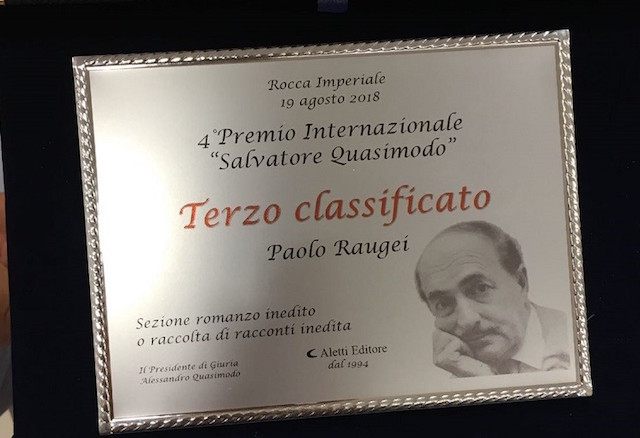 Rocca Imperiale
19 agosto 2018
4°Premio Internazionale
"Salvatore Quasimodo"
Terzo classificato
Paolo Raugei
Sezione romanzo inedito
o raccolta di racconti inedita
Il Presidente di Giuria
Alessandro Quasimodo
Aletti Editore
dal 1994